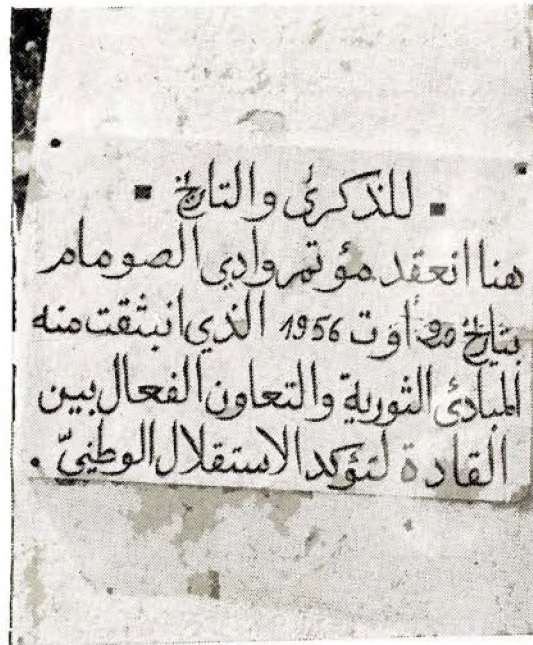 ▪ للذكرى والتاريخ ▪
هنا انعقد مؤتمر وادي الصومام
بتاريخ 20 أوت 1956 الذي انبثقت منه
المبادئ الثورية والتعاون الفعال بين
القادة لتؤكد الاستقلال الوطنيّ .